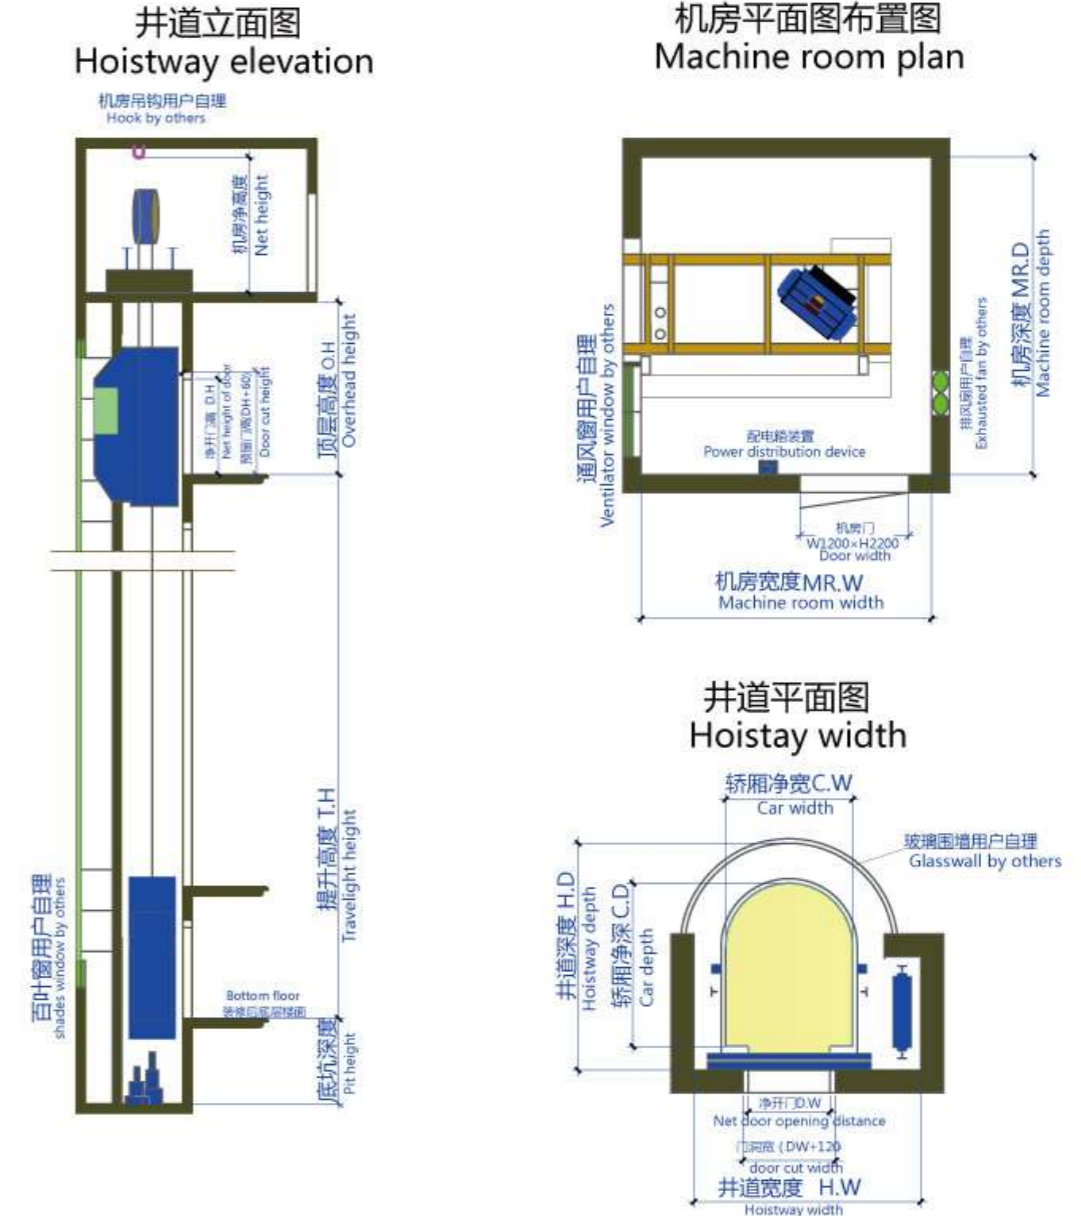 井道立面图
Hoistway elevation
机房吊钩用户自理
Hook by others
机房净高度
Net height
顶层高度 O.H
Overhead height
净开门高 D.H
Net height of door
预留门高(DH+60)
Door cut height
提升高度 T.H
Travelight height
百叶窗用户自理
shades window by others
Bottom floor
装修后底层楼面
底坑深度
Pit height
机房平面图布置图
Machine room plan
通风窗用户自理
Ventilator window by others
机房深度 MR.D
Machine room depth
排风扇用户自理
Exhausted fan by others
配电箱装置
Power distribution device
机房门
W1200×H2200
Door width
机房宽度MR.W
Machine room width
井道平面图
Hoistay width
轿厢净宽C.W
Car width
玻璃围墙用户自理
Glasswall by others
井道深度 H.D
Hoistway depth
轿厢净深 C.D
Car depth
净开门D.W
Net door opening distance
门洞宽 (DW+120
door cut width
井道宽度 H.W
Hoistway width